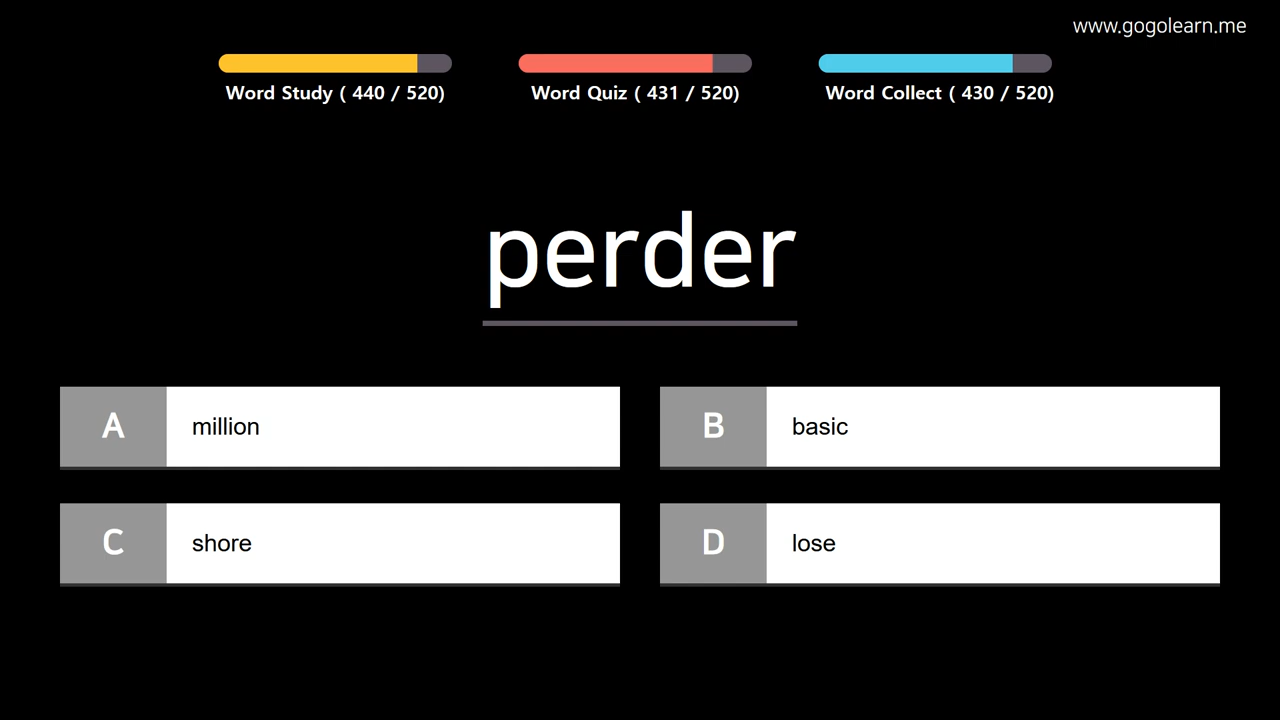 www.gogolearn.me
Word Study ( 440 / 520)
Word Quiz ( 431 / 520)
Word Collect ( 430 / 520)
perder
A million
B basic
C shore
D lose